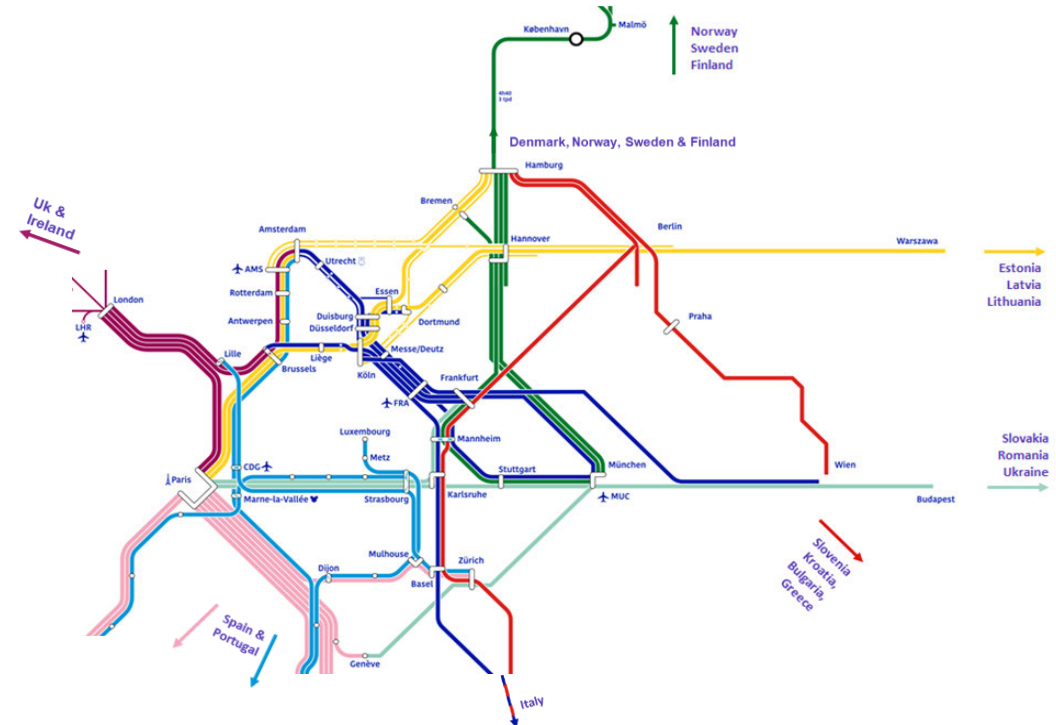 København
Malmö
Norway
Sweden
Finland
4h40
3 tpd
Denmark, Norway, Sweden & Finland
Hamburg
Bremen
Uk &
Ireland
Amsterdam
Berlin
Hannover
Warszawa
AMS
Utrecht
Estonia
Latvia
Lithuania
Rotterdam
Essen
London
Antwerpen
Duisburg
Düsseldorf
Dortmund
Praha
LHR
Lille
Brussels
Liège
Köln
Messe/Deutz
Frankfurt
FRA
Luxembourg
Metz
Mannheim
Slovakia
Romania
Ukraine
CDG
Paris
Marne-la-Vallée
Strasbourg
Karlsruhe
Stuttgart
München
MUC
Wien
Budapest
Slovenia
Kroatia,
Bulgaria,
Greece
Mulhouse
Zürich
Dijon
Basel
Spain &
Portugal
Genève
Italy